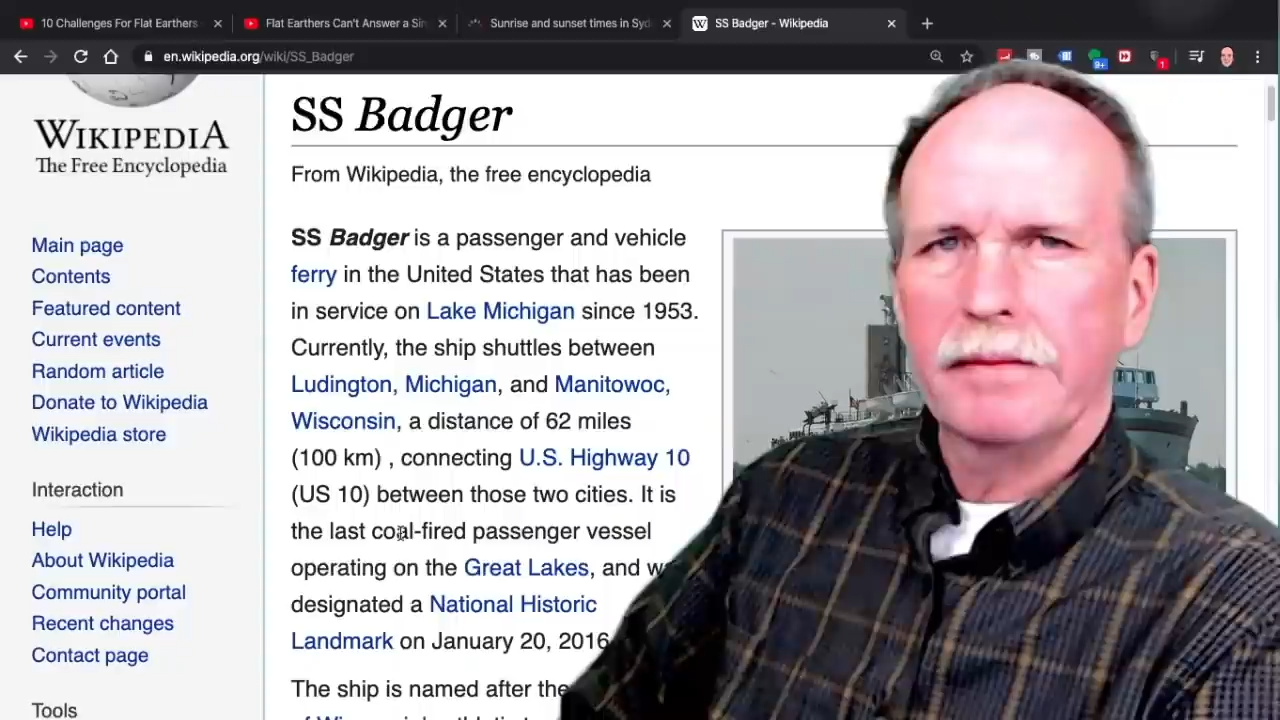 10 Challenges For Flat Earthers
Flat Earthers Can't Answer a Sin
Sunrise and sunset times in Syd
SS Badger - Wikipedia
en.wikipedia.org/wiki/SS_Badger
9+
1
WIKIPEDIA
The Free Encyclopedia
Main page
Contents
Featured content
Current events
Random article
Donate to Wikipedia
Wikipedia store
Interaction
Help
About Wikipedia
Community portal
Recent changes
Contact page
Tools
SS Badger
From Wikipedia, the free encyclopedia
SS Badger is a passenger and vehicle
ferry in the United States that has been
in service on Lake Michigan since 1953.
Currently, the ship shuttles between
Ludington, Michigan, and Manitowoc,
Wisconsin, a distance of 62 miles
(100 km) , connecting U.S. Highway 10
(US 10) between those two cities. It is
the last coal-fired passenger vessel
operating on the Great Lakes, and
designated a National Historic
Landmark on January 20, 2016
The ship is named after the